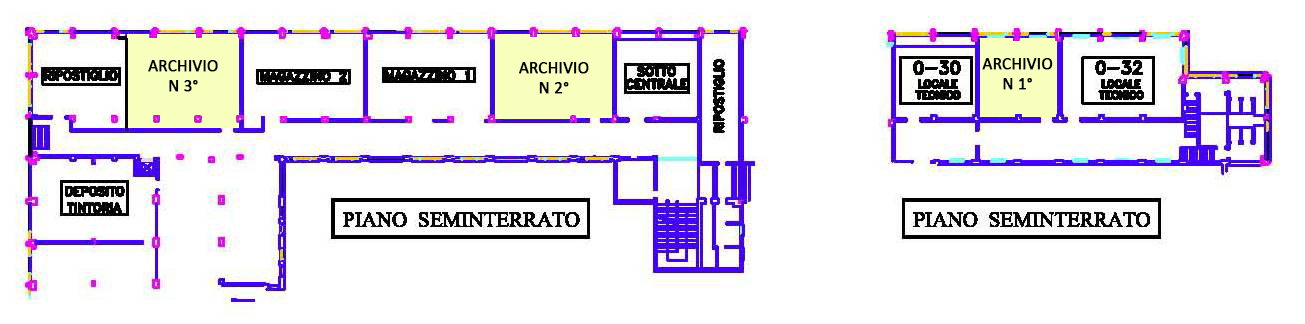 RIPOSTIGLIO
ARCHIVIO
N 3°
MAGAZZINO 2
MAGAZZINO 1
ARCHIVIO
N 2°
SOTTO
CENTRALE
RIPOSTIGLIO
DEPOSITO
TINTORIA
PIANO SEMINTERRATO
0-30
LOCALE
TECNICO
ARCHIVIO
N 1°
0-32
LOCALE
TECNICO
PIANO SEMINTERRATO